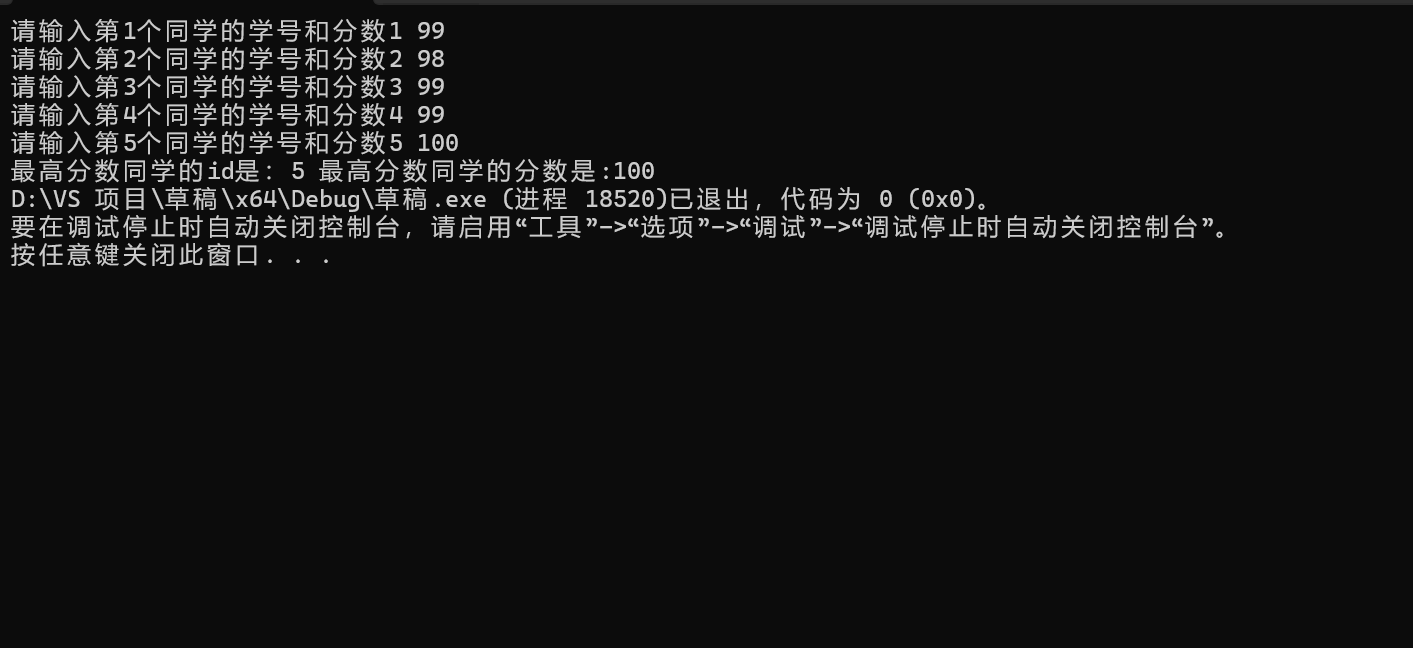 请输入第1个同学的学号和分数1 99
请输入第2个同学的学号和分数2 98
请输入第3个同学的学号和分数3 99
请输入第4个同学的学号和分数4 99
请输入第5个同学的学号和分数5 100
最高分数同学的id是: 5 最高分数同学的分数是:100
D:\VS 项目\草稿\x64\Debug\草稿.exe (进程 18520)已退出，代码为 0 (0x0)。
要在调试停止时自动关闭控制台，请启用“工具”->“选项”->“调试”->“调试停止时自动关闭控制台”。
按任意键关闭此窗口. . .